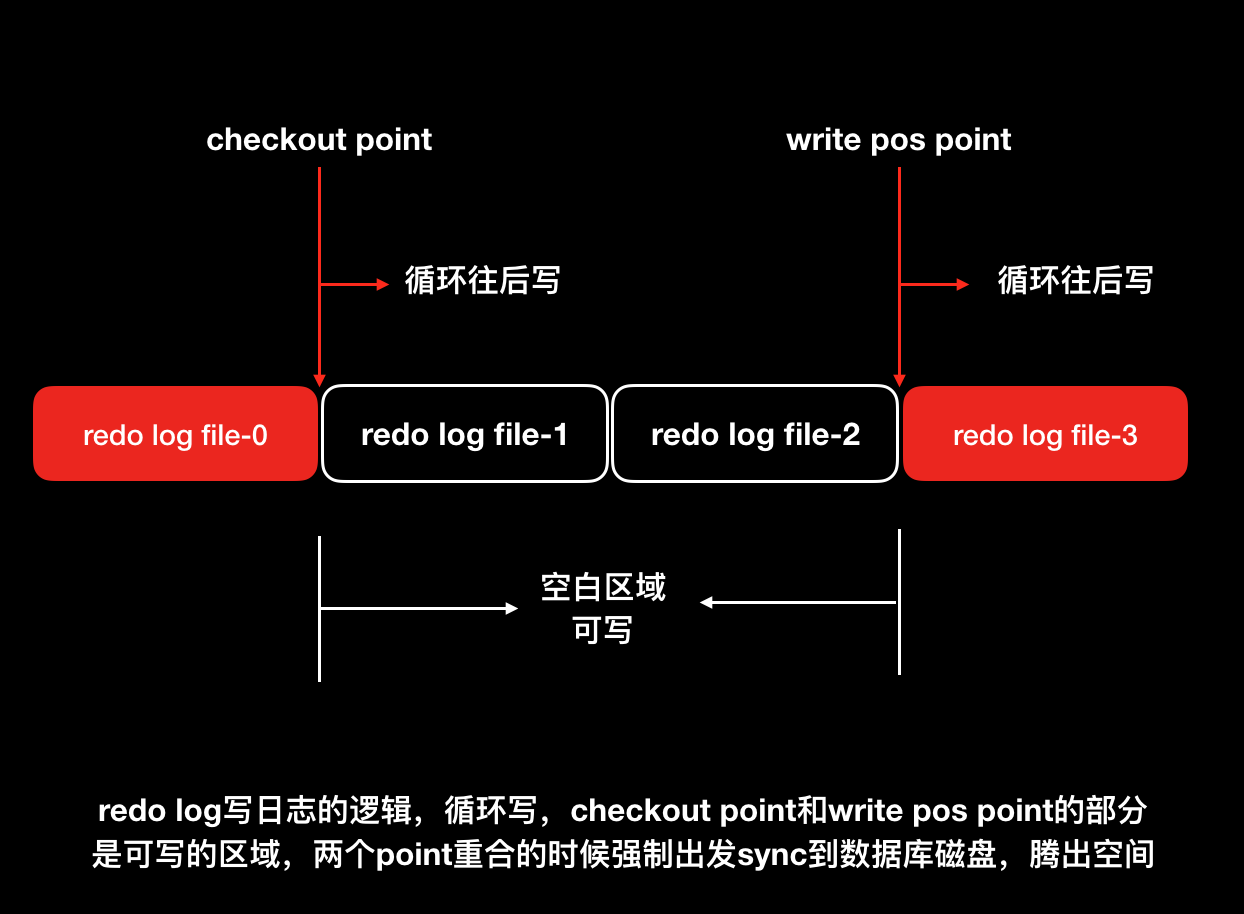 checkout point
write pos point
循环往后写
循环往后写
redo log file-0
redo log file-1
redo log file-2
redo log file-3
空白区域
可写
redo log写日志的逻辑，循环写，checkout point和write pos point的部分
是可写的区域，两个point重合的时候强制出发sync到数据库磁盘，腾出空间